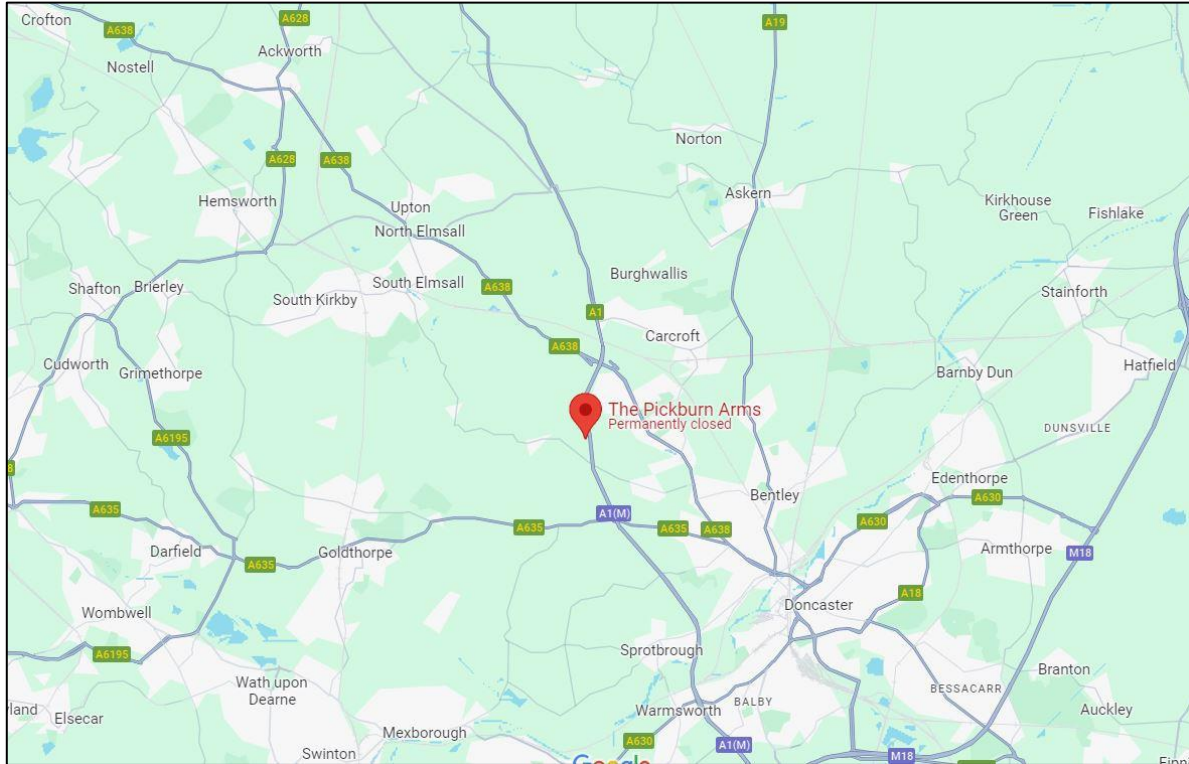 Crofton
A638
A628
Ackworth
Nostell
A19
A628
A638
Norton
Hemsworth
Upton
North Elmsall
Askern
Kirkhouse
Green
Fishlake
Shafton
Brierley
South Kirkby
South Elmsall
A638
Burghwallis
Stainforth
A1
Carcroft
A638
Cudworth
Grimethorpe
Barnby Dun
Hatfield
The Pickburn Arms
Permanently closed
A6195
DUNSVILLE
8
Edenthorpe
Bentley
A630
A635
A1(M)
A635
A638
A630
A635
Darfield
A635
Goldthorpe
Armthorpe
M18
A18
Wombwell
Doncaster
A6195
Sprotbrough
Wath upon
Dearne
Branton
BESSACARR
Elsecar
Warmsworth
BALBY
Auckley
Mexborough
A630
A1(M)
Swinton
M18
Google